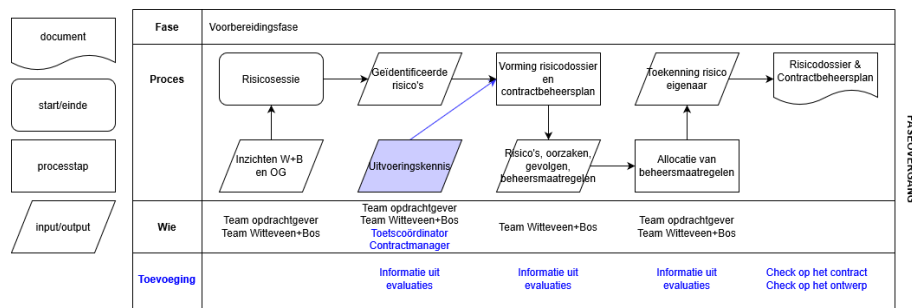 document
start/einde
processtap
input/output
Fase
Voorbereidingsfase
Proces
Risicosessie
Geïdentificeerde
risico's
Vorming risicodossier
en
contractbeheersplan
Toekenning risico
eigenaar
Risicodossier &
Contractbeheersplan
Inzichten W+B
en OG
Uitvoeringskennis
Risico's, oorzaken,
gevolgen,
beheersmaatregelen
Allocatie van
beheersmaatregelen
FASEOVERGANG
Wie
Team opdrachtgever
Team Witteveen+Bos
Team opdrachtgever
Team Witteveen+Bos
Toetscoördinator
Contractmanager
Team Witteveen+Bos
Team opdrachtgever
Team Witteveen+Bos
Toevoeging
Informatie uit
evaluaties
Informatie uit
evaluaties
Informatie uit
evaluaties
Check op het contract
Check op het ontwerp